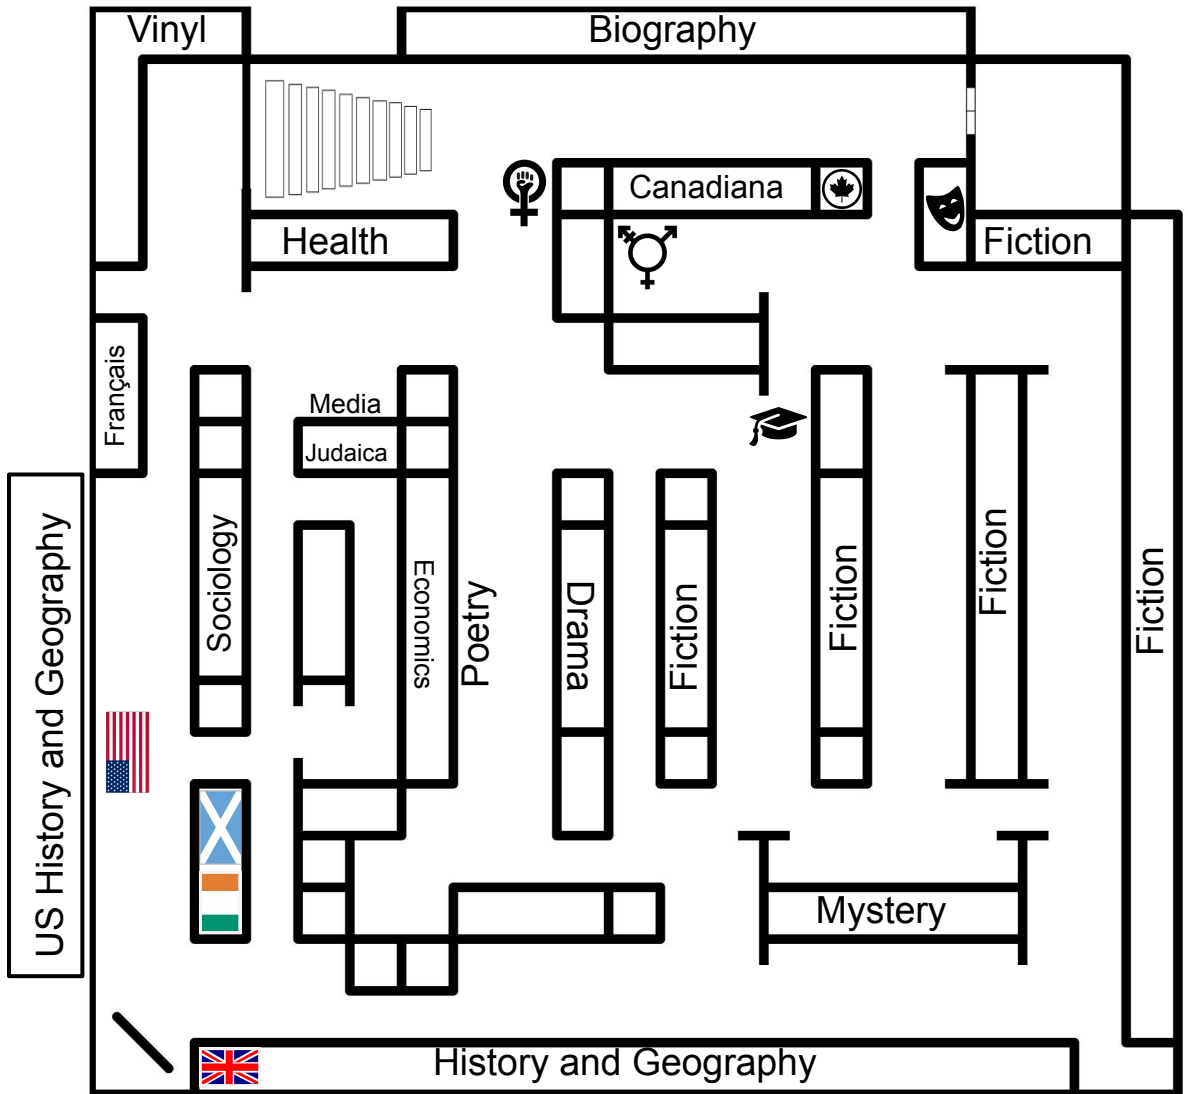 Vinyl
Biography
Canadiana
Health
Fiction
Français
Media
Judaica
Sociology
Economics
Poetry
Drama
Fiction
Fiction
Fiction
Fiction
US History and Geography
Mystery
History and Geography